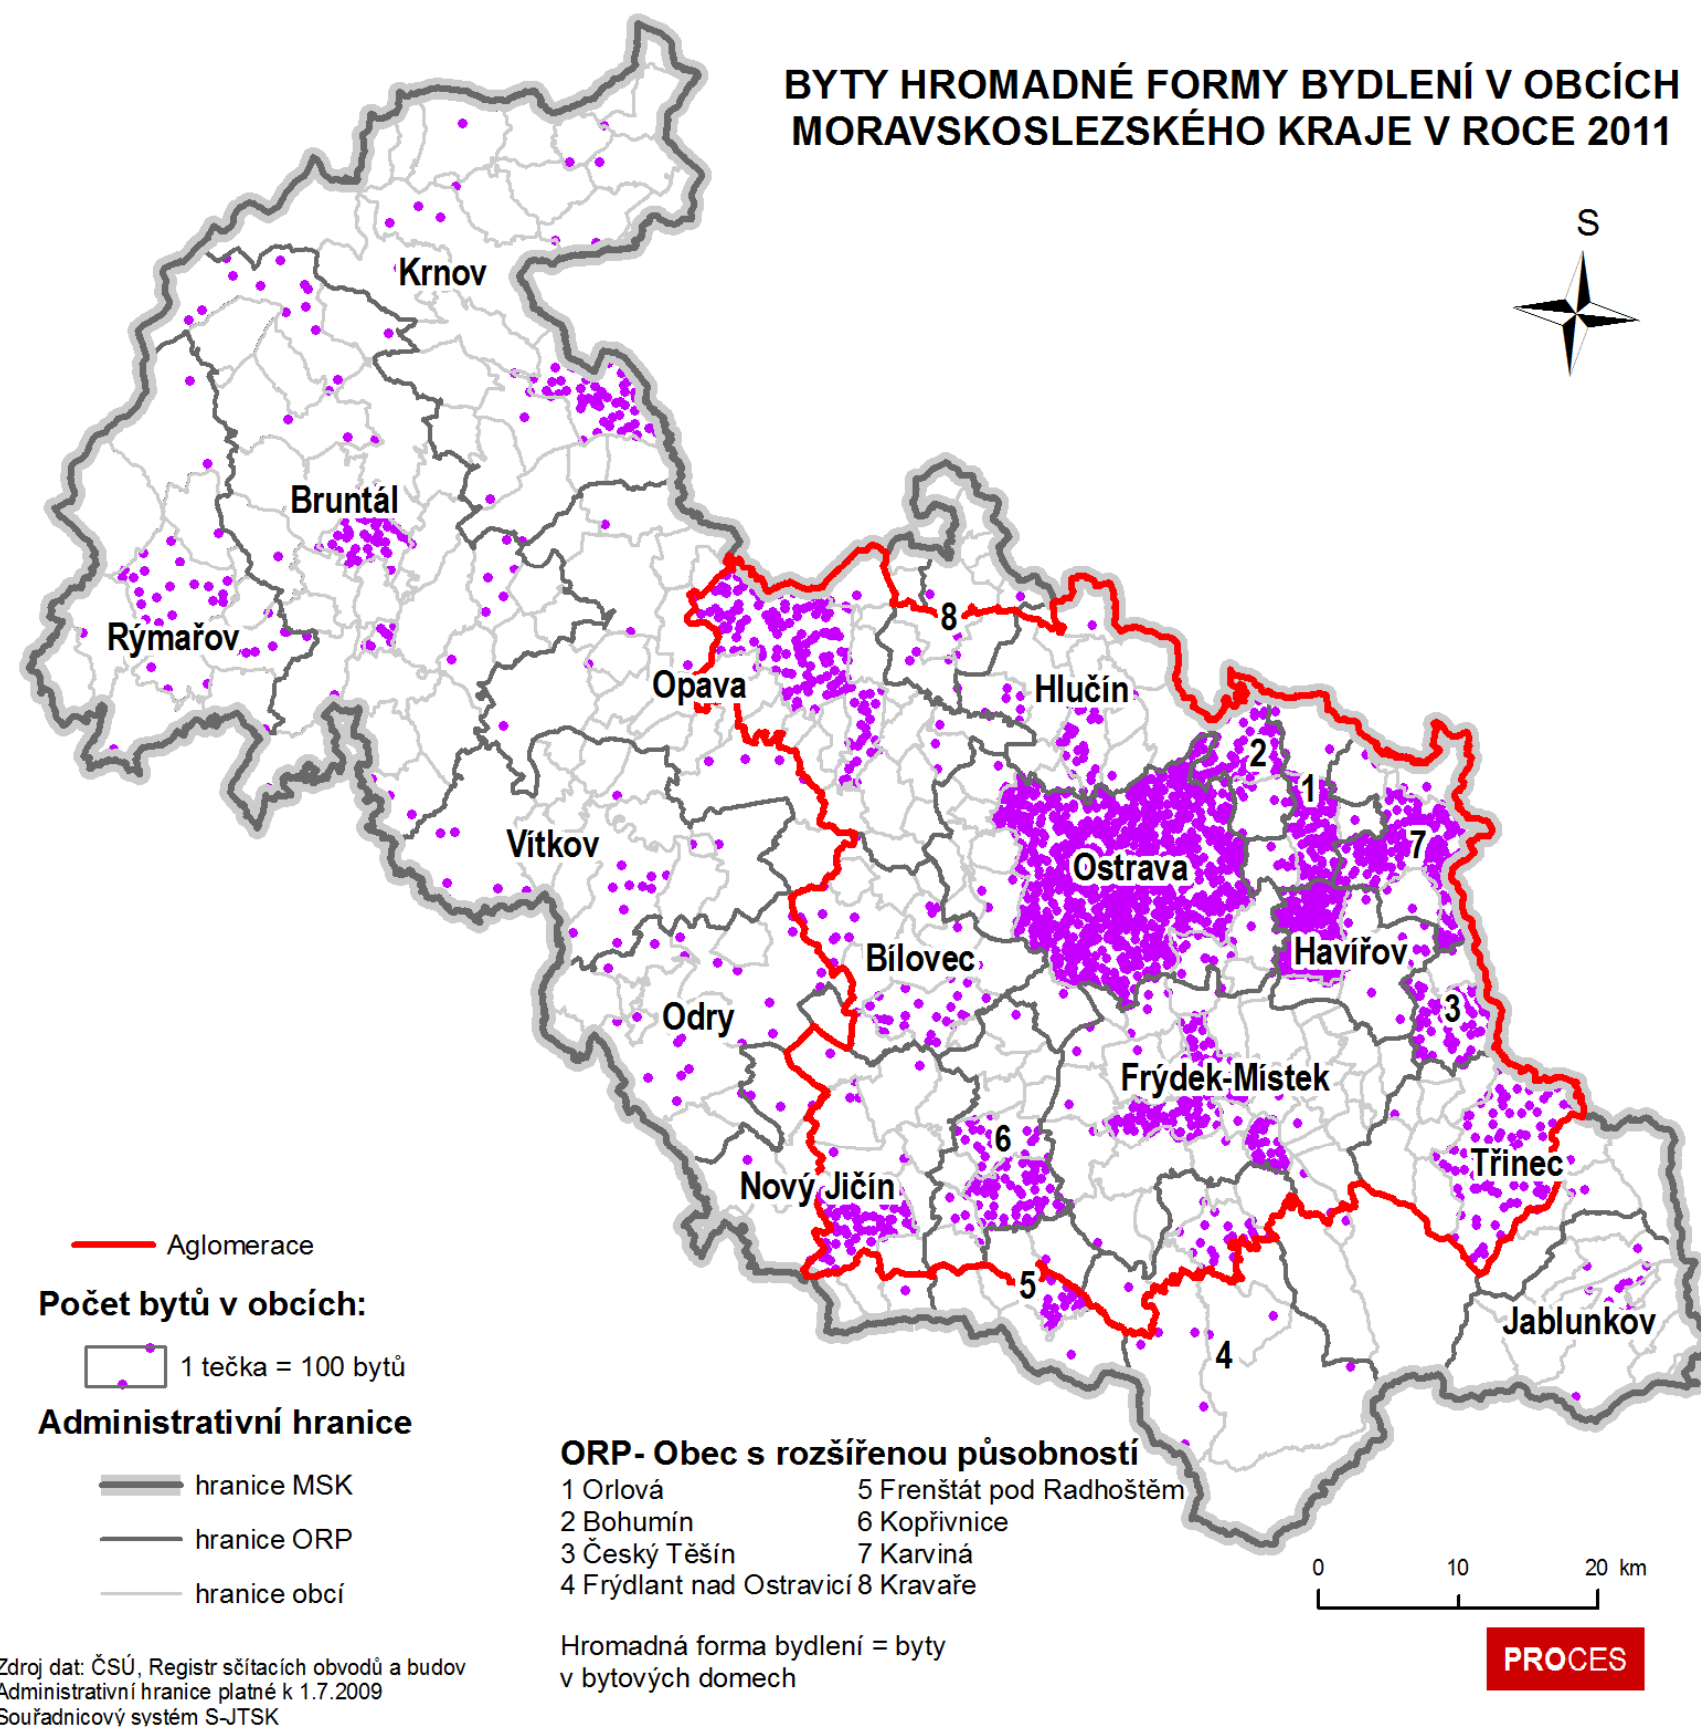 BYTY HROMADNÉ FORMY BYDLENÍ V OBCÍCH
MORAVSKOSLEZSKÉHO KRAJE V ROCE 2011
S
Krnov
Bruntál
Rýmařov
8
Opava
Hlučín
2
1
7
Vítkov
Ostrava
Bílovec
Havířov
3
Odry
Frýdek-Místek
6
Třinec
Nový Jičín
5
4
Jablunkov
Aglomerace
Počet bytů v obcích:
1 tečka = 100 bytů
Administrativní hranice
hranice MSK
hranice ORP
hranice obcí
ORP- Obec s rozšířenou působností
1 Orlová
2 Bohumín
3 Český Těšín
4 Frýdlant nad Ostravicí
5 Frenštát pod Radhoštěm
6 Kopřivnice
7 Karviná
8 Kravaře
Hromadná forma bydlení = byty
v bytových domech
0 10 20 km
PROCES
Zdroj dat: ČSÚ, Registr sčítacích obvodů a budov
Administrativní hranice platné k 1.7.2009
Souřadnicový systém S-JTSK